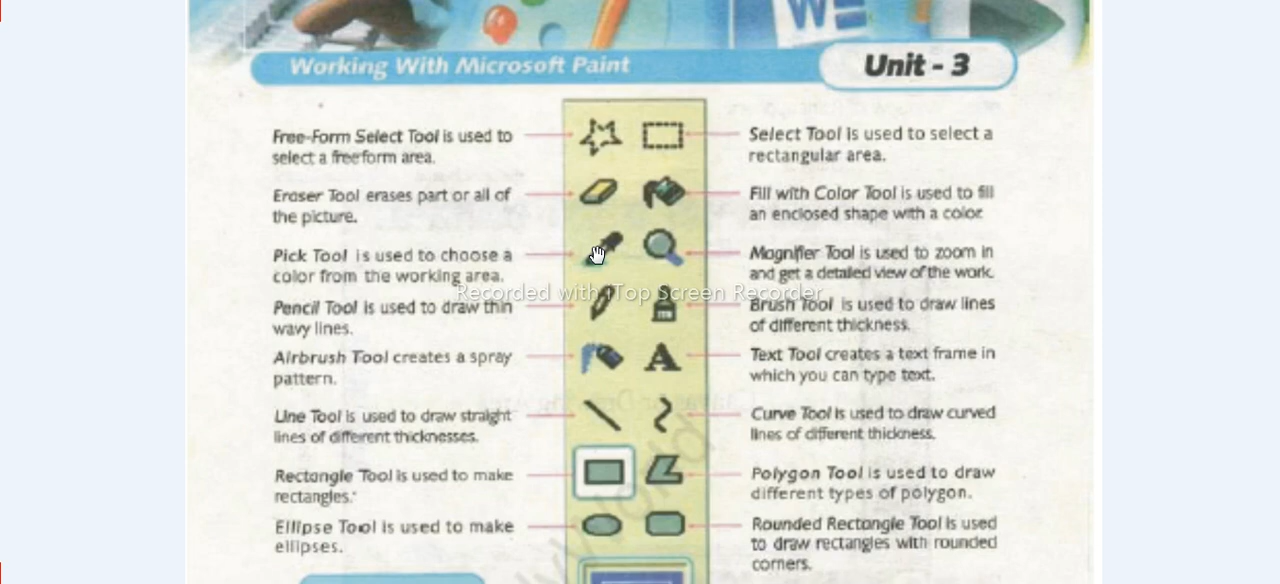 Working With Microsoft Paint
Unit - 3
Free-Form Select Tool is used to
select a freeform area.
Eraser Tool erases part or all of
the picture.
Pick Tool is used to choose a
color from the working area.
Pencil Tool is used to draw thin
wavy lines.
Airbrush Tool creates a spray
pattern.
Line Tool is used to draw straight
lines of different thicknesses.
Rectangle Tool is used to make
rectangles.
Ellipse Tool is used to make
ellipses.
A
Select Tool is used to select a
rectangular area.
Fill with Color Tool is used to fill
an enclosed shape with a color.
Magnifier Tool is used to zoom in
and get a detailed view of the work.
Brush Tool is used to draw lines
of different thickness.
Text Tool creates a text frame in
which you can type text.
Curve Tool is used to draw curved
lines of different thickness.
Polygon Tool is used to draw
different types of polygon.
Rounded Rectangle Tool is used
to draw rectangles with rounded
corners.
Recorded with iTop Screen Recorder